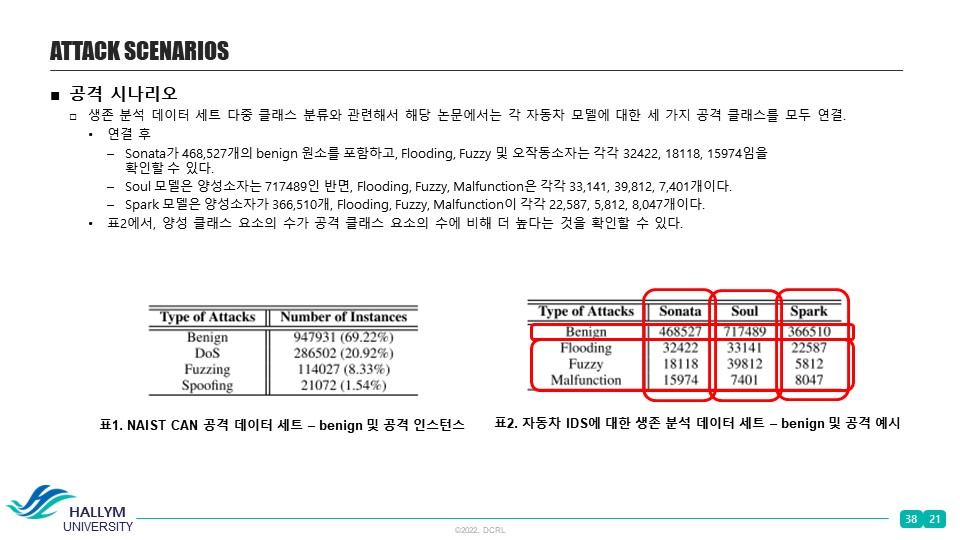 ATTACK SCENARIOS
■ 공격 시나리오
□ 생존 분석 데이터 세트 다중 클래스 분류와 관련해서 해당 논문에서는 각 자동차 모델에 대한 세 가지 공격 클래스를 모두 연결.
• 연결 후
– Sonata가 468,527개의 benign 원소를 포함하고, Flooding, Fuzzy 및 오작동소자는 각각 32422, 18118, 15974임을
확인할 수 있다.
– Soul 모델은 양성소자는 717489인 반면, Flooding, Fuzzy, Malfunction은 각각 33,141, 39,812, 7,401개이다.
– Spark 모델은 양성소자가 366,510개, Flooding, Fuzzy, Malfunction이 각각 22,587, 5,812, 8,047개이다.
• 표2에서, 양성 클래스 요소의 수가 공격 클래스 요소의 수에 비해 더 높다는 것을 확인할 수 있다.
Type of Attacks Number of Instances
Benign 947931 (69.22%)
DoS 286502 (20.92%)
Fuzzing 114027 (8.33%)
Spoofing 21072 (1.54%)
표1. NAIST CAN 공격 데이터 세트 – benign 및 공격 인스턴스
Type of Attacks Sonata Soul Spark
Benign 468527 717489 366510
Flooding 32422 33141 22587
Fuzzy 18118 39812 5812
Malfunction 15974 7401 8047
표2. 자동차 IDS에 대한 생존 분석 데이터 세트 – benign 및 공격 예시
HALLYM
UNIVERSITY
©2022, DCRL
38 21